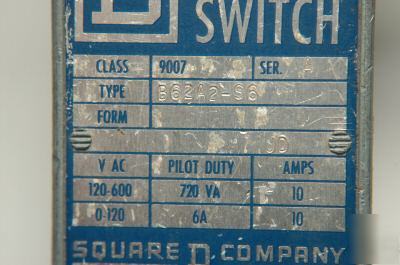 D SWITCH
CLASS 9007 SER. A
TYPE B62A2-S6
FORM
JD
V AC PILOT DUTY AMPS
120-600 720 VA 10
0-120 6A 10
SQUARE D COMPANY